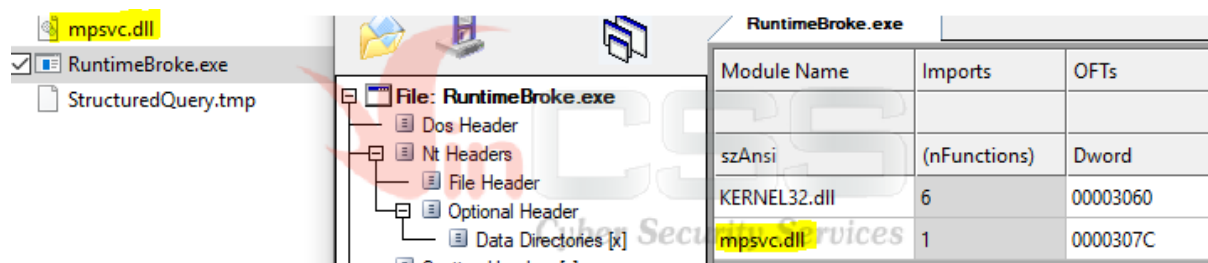 mpsvc.dll
RuntimeBroke.exe
StructuredQuery.tmp
File: RuntimeBroke.exe
Dos Header
Nt Headers
File Header
Optional Header
Data Directories [x]
RuntimeBroke.exe
Module Name Imports OFTs
szAnsi (nFunctions) Dword
KERNEL32.dll 6 00003060
mpsvc.dll 1 0000307C
VinCSS
Cyber Security Services